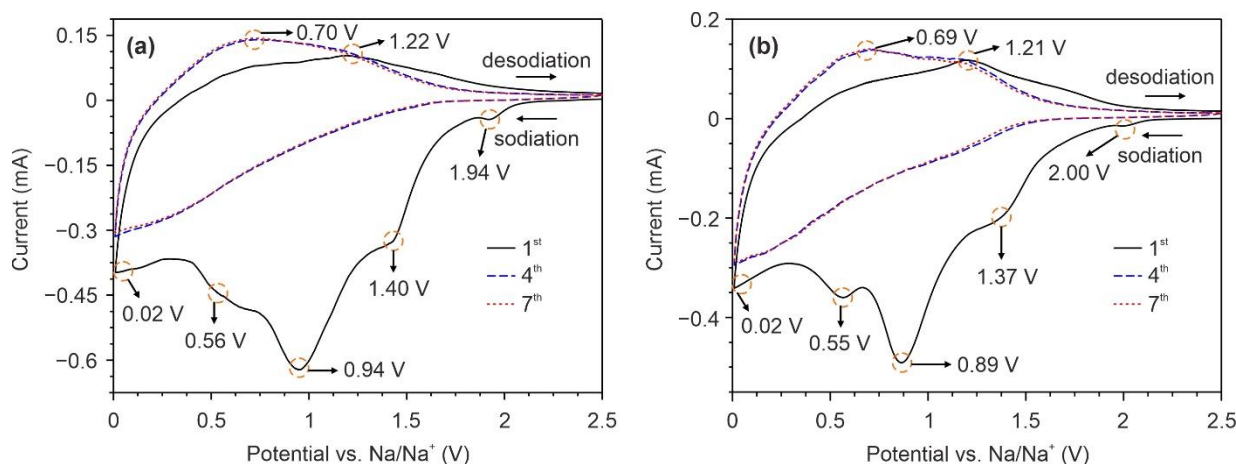 (a)
0.70 V
1.22 V
desodiation
sodiation
1.94 V
1.40 V
0.02 V
0.56 V
0.94 V
1st
4th
7th
0.15
0
−0.15
−0.3
−0.45
−0.6
Current (mA)
0
0.5
1
1.5
2
2.5
Potential vs. Na/Na+ (V)
(b)
0.69 V
1.21 V
desodiation
sodiation
2.00 V
1.37 V
0.02 V
0.55 V
0.89 V
1st
4th
7th
0.2
0
−0.2
−0.4
Current (mA)
0
0.5
1
1.5
2
2.5
Potential vs. Na/Na+ (V)